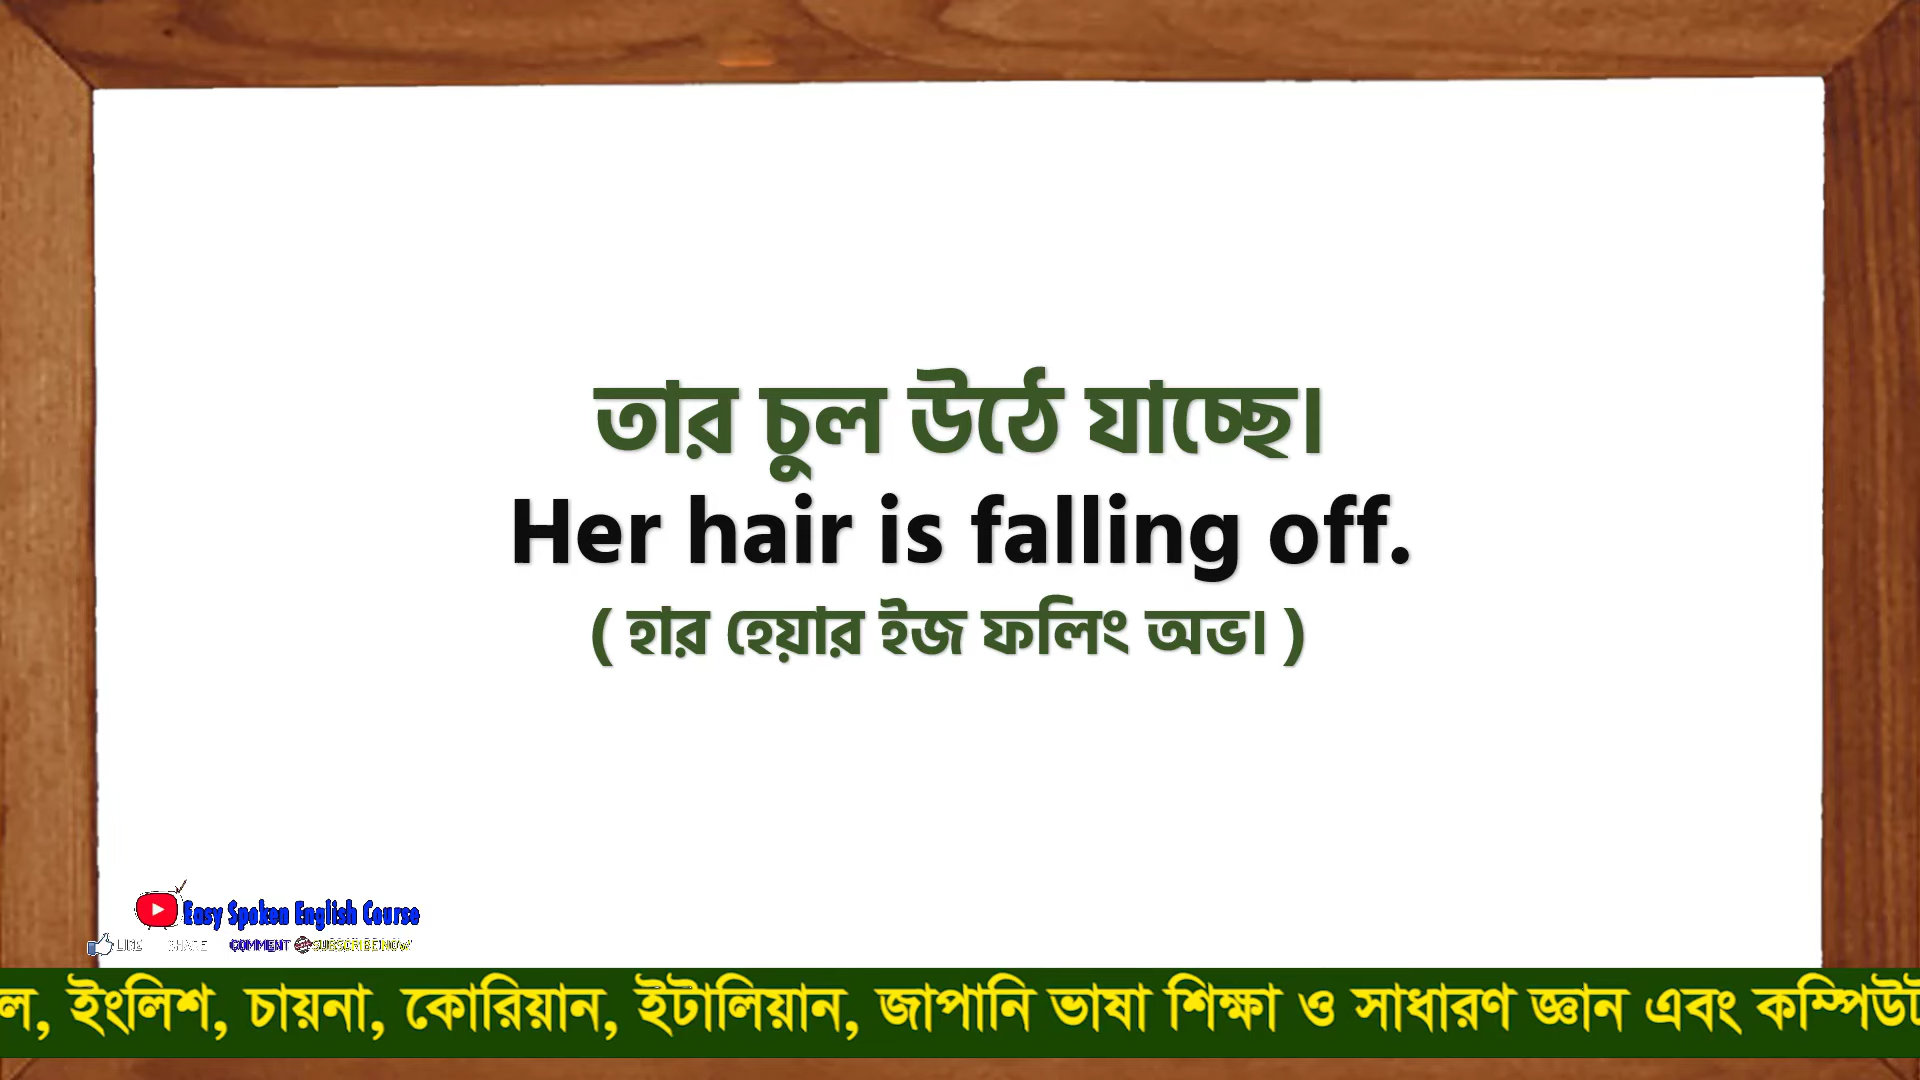 তার চুল উঠে যাচ্ছে।
Her hair is falling off.
( হার হেয়ার ইজ ফলিং অভ। )
Easy Spoken English Course
LIKE SHARE COMMENT SUBSCRIBE NOW
ল, ইংলিশ, চায়না, কোরিয়ান, ইটালিয়ান, জাপানি ভাষা শিক্ষা ও সাধারণ জ্ঞান এবং কম্পিউট